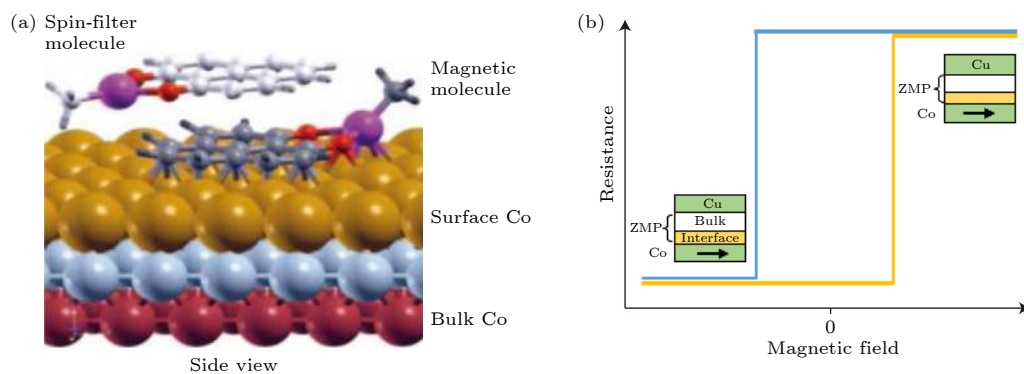 (a) Spin-filter
molecule
Magnetic
molecule
Surface Co
Bulk Co
Side view
(b)
Resistance
Cu
ZMP
Co
Cu
Bulk
ZMP
Interface
Co
0
Magnetic field